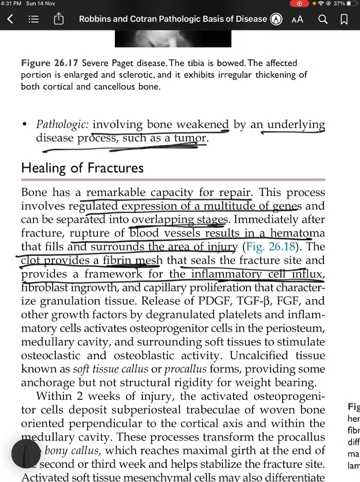 4:31 PM Sun 14 Nov
37%
Robbins and Cotran Pathologic Basis of Disease
AA
Figure 26.17 Severe Paget disease. The tibia is bowed. The affected
portion is enlarged and sclerotic, and it exhibits irregular thickening of
both cortical and cancellous bone.
• Pathologic: involving bone weakened by an underlying
disease process, such as a tumor.
Healing of Fractures
Bone has a remarkable capacity for repair. This process
involves regulated expression of a multitude of genes and
can be separated into overlapping stages. Immediately after
fracture, rupture of blood vessels results in a hematoma
that fills and surrounds the area of injury (Fig. 26.18). The
clot provides a fibrin mesh that seals the fracture site and
provides a framework for the inflammatory cell influx,
fibroblast ingrowth, and capillary proliferation that character-
ize granulation tissue. Release of PDGF, TGF-β, FGF, and
other growth factors by degranulated platelets and inflam-
matory cells activates osteoprogenitor cells in the periosteum,
medullary cavity, and surrounding soft tissues to stimulate
osteoclastic and osteoblastic activity. Uncalcified tissue
known as soft tissue callus or procallus forms, providing some
anchorage but not structural rigidity for weight bearing.
Within 2 weeks of injury, the activated osteoprogeni-
tor cells deposit subperiosteal trabeculae of woven bone
oriented perpendicular to the cortical axis and within the
medullary cavity. These processes transform the procallus
bony callus, which reaches maximal girth at the end of
second or third week and helps stabilize the fracture site.
Activated soft tissue mesenchymal cells may also differentiate
Fig
her
fibr
diff
ma
lam